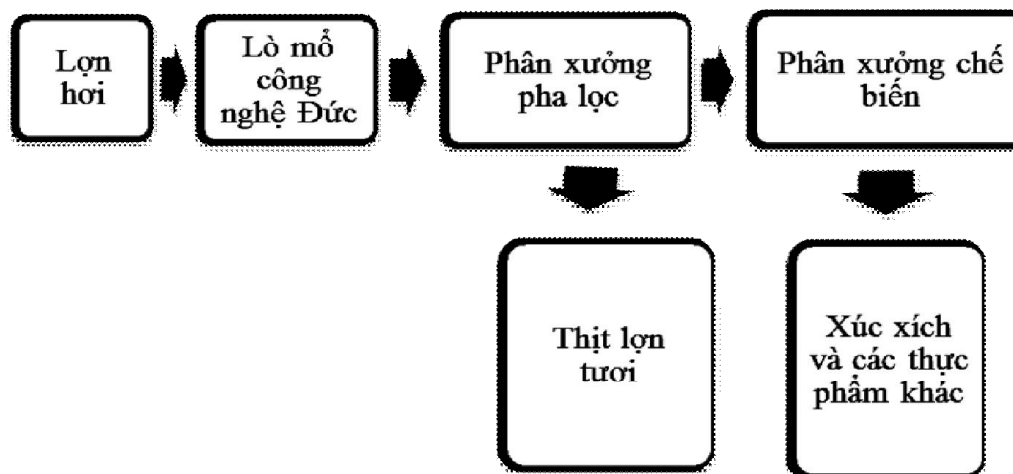 Lợn
hơi
Lò mổ
công
nghệ Đức
Phân xưởng
pha lọc
Phân xưởng chế
biến
Thịt lợn
tươi
Xúc xích
và các thực
phẩm khác